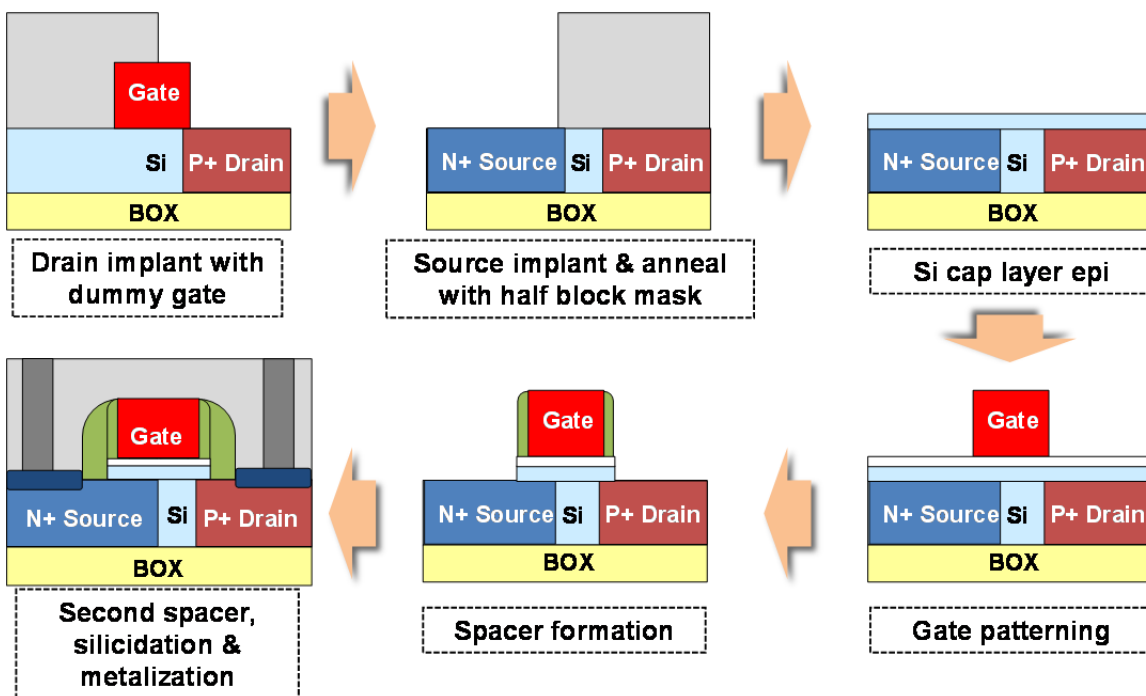 Gate
Si P+ Drain
BOX
Drain implant with
dummy gate
N+ Source Si P+ Drain
BOX
Source implant & anneal
with half block mask
N+ Source Si P+ Drain
BOX
Si cap layer epi
Gate
N+ Source Si P+ Drain
BOX
Gate patterning
Gate
N+ Source Si P+ Drain
BOX
Spacer formation
Gate
N+ Source Si P+ Drain
BOX
Second spacer,
silicidation &
metalization